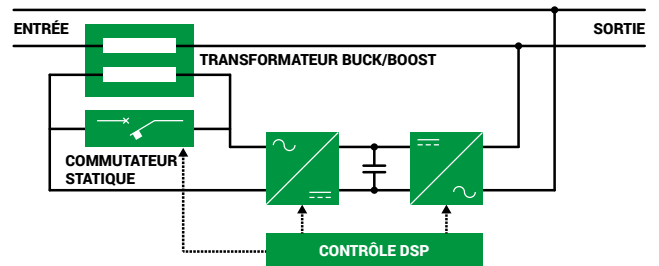 ENTRÉE
SORTIE
TRANSFORMATEUR BUCK/BOOST
COMMUTATEUR
STATIQUE
CONTRÔLE DSP